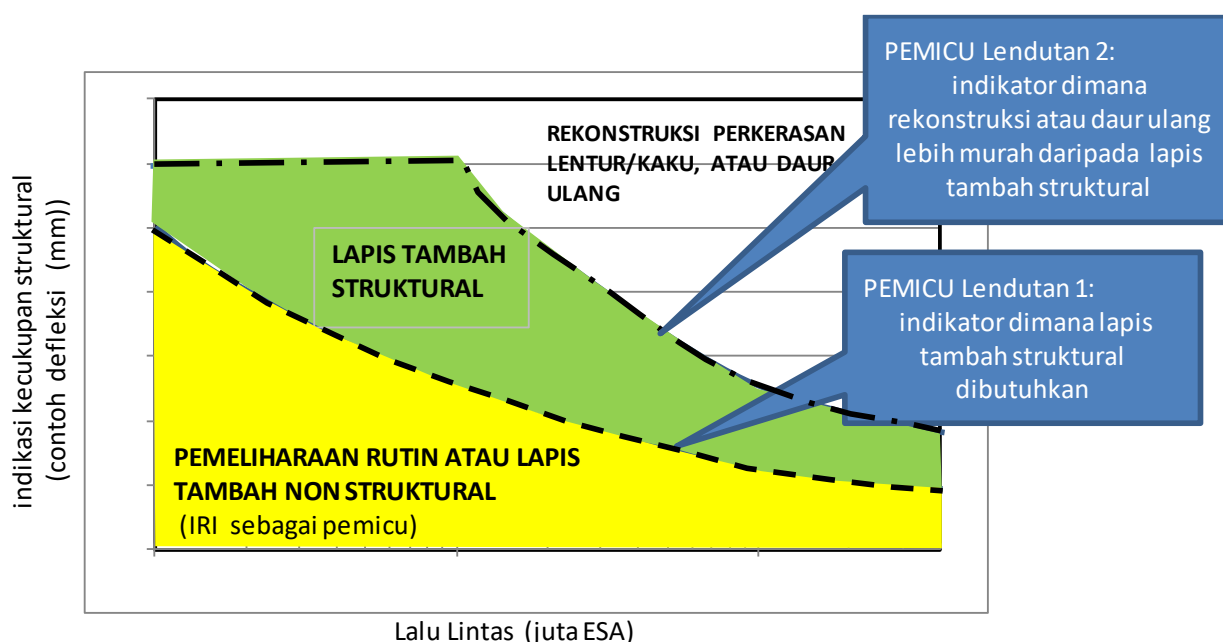 PEMICU Lendutan 2:
indikator dimana
rekonstruksi atau daur ulang
lebih murah daripada lapis
tambah struktural
REKONSTRUKSI PERKERASAN
LENTUR/KAKU, ATAU DAUR
ULANG
LAPIS TAMBAH
STRUKTURAL
PEMICU Lendutan 1:
indikator dimana lapis
tambah struktural
dibutuhkan
PEMELIHARAAN RUTIN ATAU LAPIS
TAMBAH NON STRUKTURAL
(IRI sebagai pemicu)
indikasi kecukupan struktural
(contoh defleksi (mm))
Lalu Lintas (juta ESA)